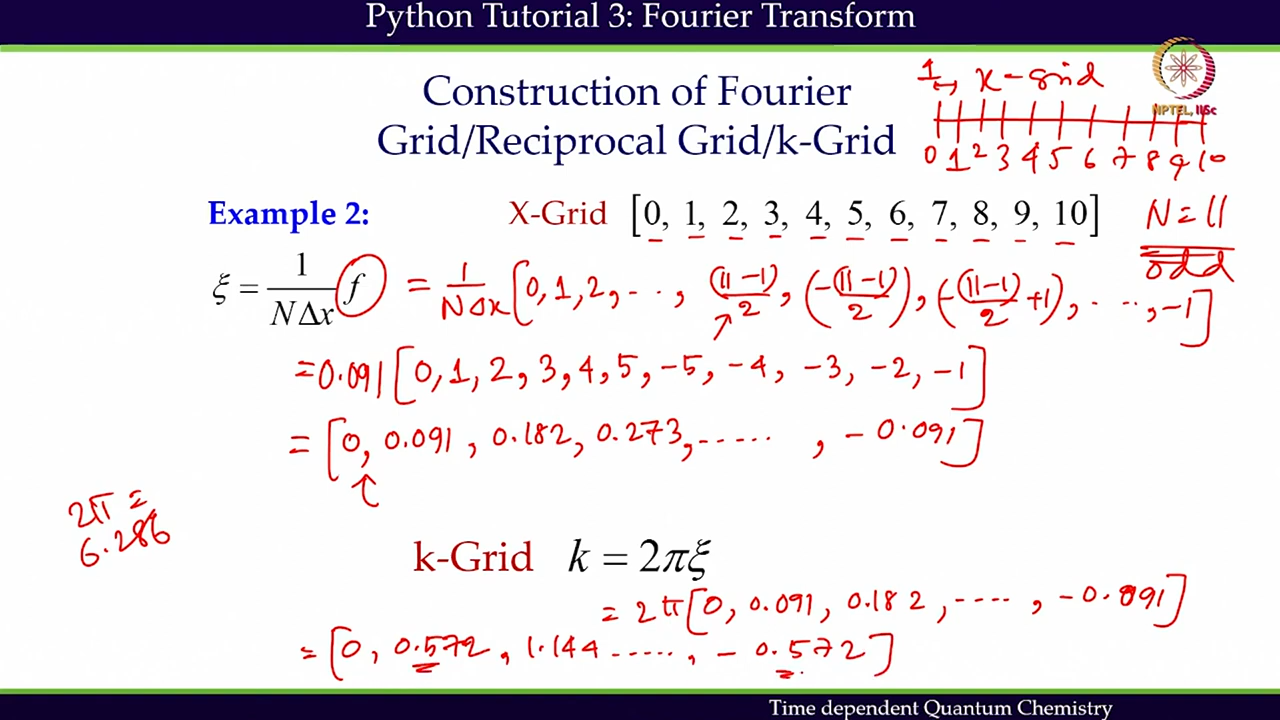 Python Tutorial 3: Fourier Transform
Construction of Fourier
Grid/Reciprocal Grid/k-Grid
1 x-grid
0 1 2 3 4 5 6 7 8 9 10
NPTEL, IISc
Example 2: X-Grid [0, 1, 2, 3, 4, 5, 6, 7, 8, 9, 10] N=11
odd
ξ = 1/(NΔx) f = 1/(NΔx) [0, 1, 2, ..., (11-1)/2, (-(11-1)/2), (-(11-1)/2 +1), ...., -1]
=0.091[0, 1, 2, 3, 4, 5, -5, -4, -3, -2, -1]
= [0, 0.091, 0.182, 0.273, ......, -0.091]
2π =
6.286
k-Grid k = 2πξ
= 2π[0, 0.091, 0.182, ....., -0.091]
= [0, 0.572, 1.144 ......, -0.572]
Time dependent Quantum Chemistry